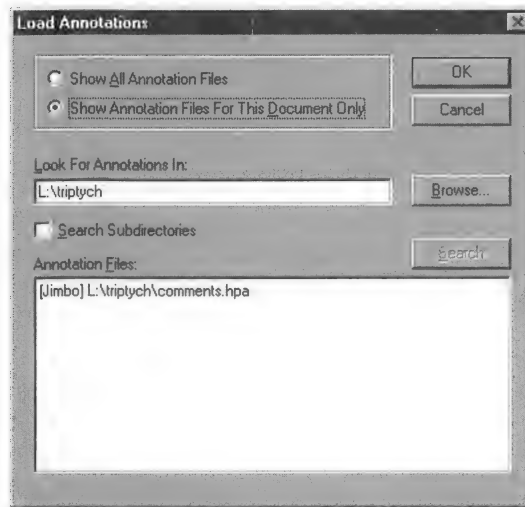 Load Annotations
Show All Annotation Files
OK
Show Annotation Files For This Document Only
Cancel
Look For Annotations In:
L:\triptych
Browse...
Search Subdirectories
Search
Annotation Files:
[Jimbo] L:\triptych\comments.hpa